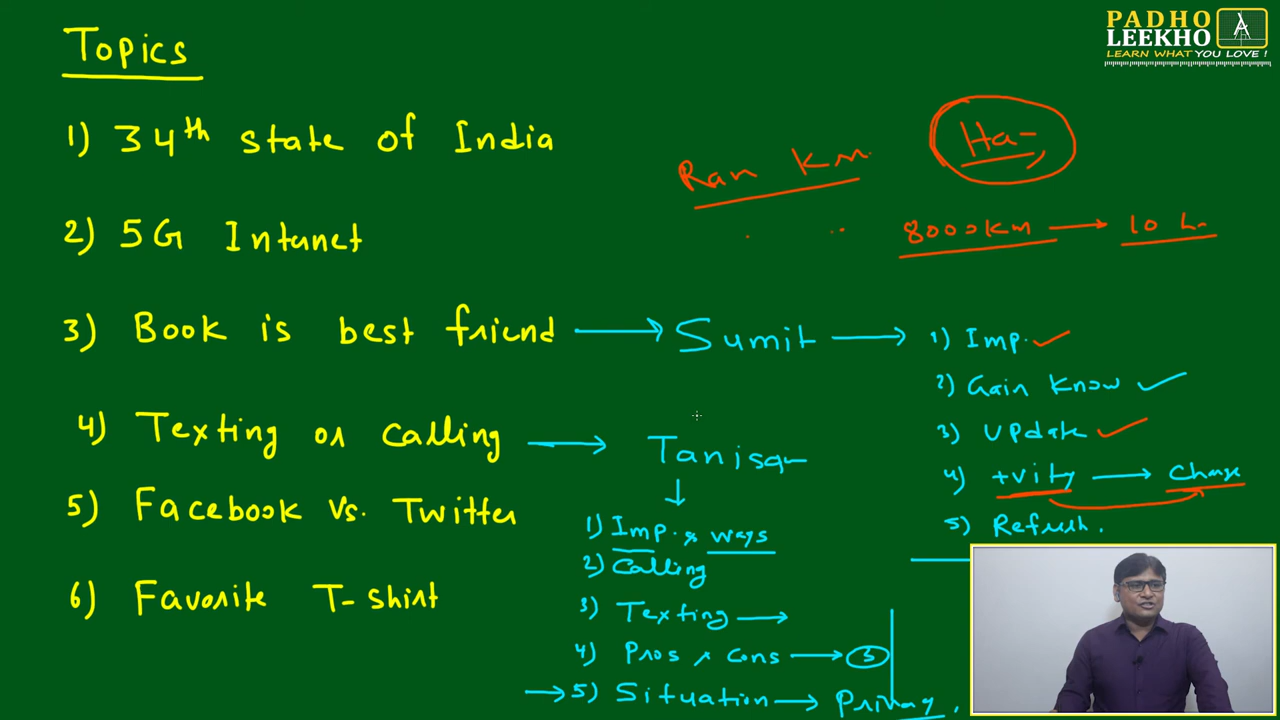 PADHO
LEEKHO
LEARN WHAT YOU LOVE !
Topics
1) 34th state of India
2) 5G Internet
3) Book is best friend → Sumit →
4) Texting or calling →
5) Facebook Vs. Twitter
6) Favorite T-shirt
Ran Km.
Ha-,
8000km → 10 h-
1) Imp. ✓
2) Gain Know ✓
3) Update ✓
4) +vity →
5) Refresh.
1) Imp. & ways
2) Calling
3) Texting →
4) Pros & Cons → 3
→ 5) Situation →